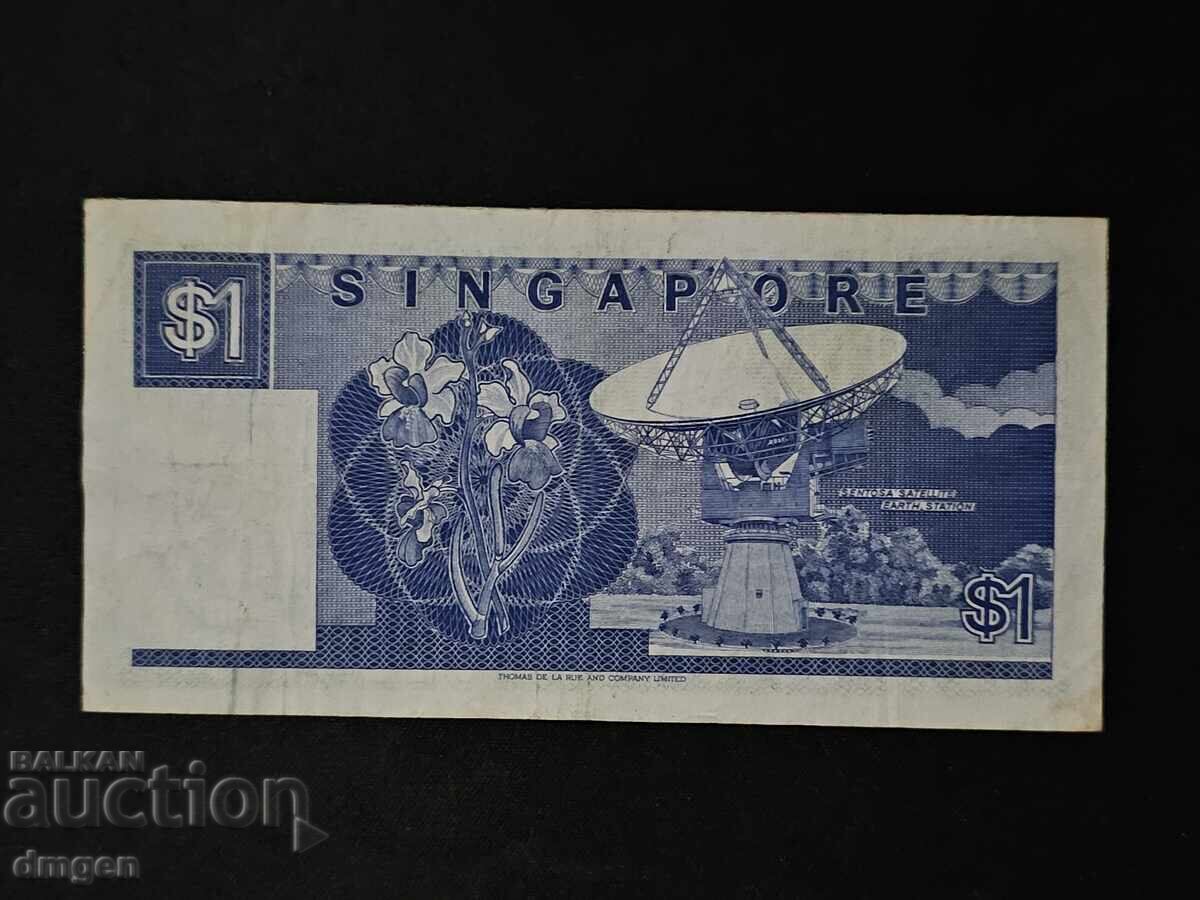 $1
SINGAPORE
SENTOSA SATELLITE
EARTH STATION
$1
THOMAS DE LA RUE AND COMPANY LIMITED
BALKAN
auction
dmgen